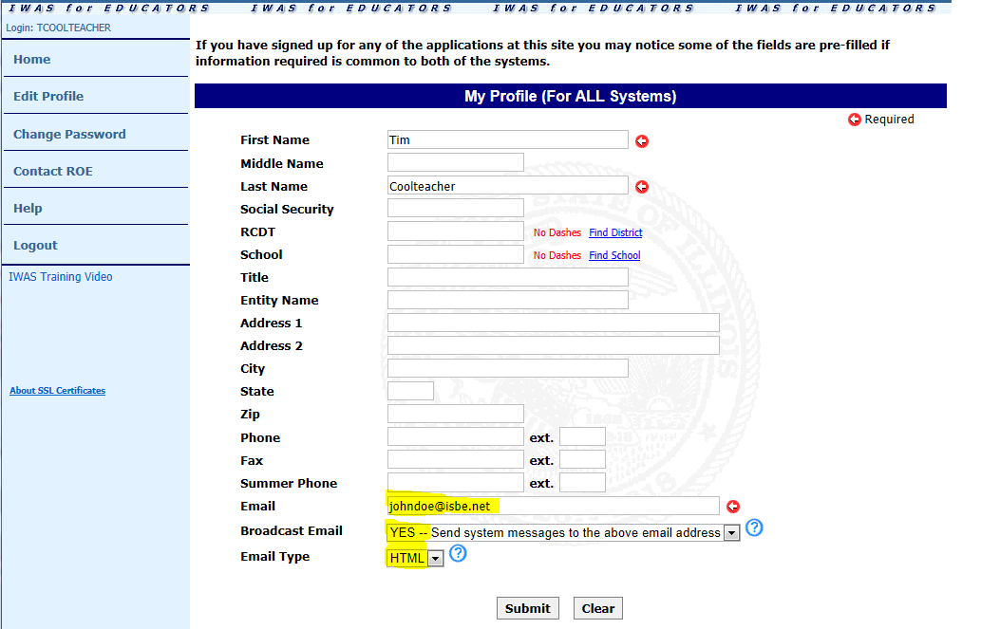 IWAS for EDUCATORS IWAS for EDUCATORS IWAS for EDUCATORS IWAS for EDUCATORS
Login: TCOOLTEACHER
Home
Edit Profile
Change Password
Contact ROE
Help
Logout
IWAS Training Video
About SSL Certificates
If you have signed up for any of the applications at this site you may notice some of the fields are pre-filled if
information required is common to both of the systems.
My Profile (For ALL Systems)
Required
First Name Tim
Middle Name
Last Name Coolteacher
Social Security
RCDT No Dashes Find District
School No Dashes Find School
Title
Entity Name
Address 1
Address 2
City
State
Zip
Phone ext.
Fax ext.
Summer Phone ext.
Email johndoe@isbe.net
Broadcast Email YES -- Send system messages to the above email address ?
Email Type HTML ?
Submit Clear
STATE OF ILLINOIS